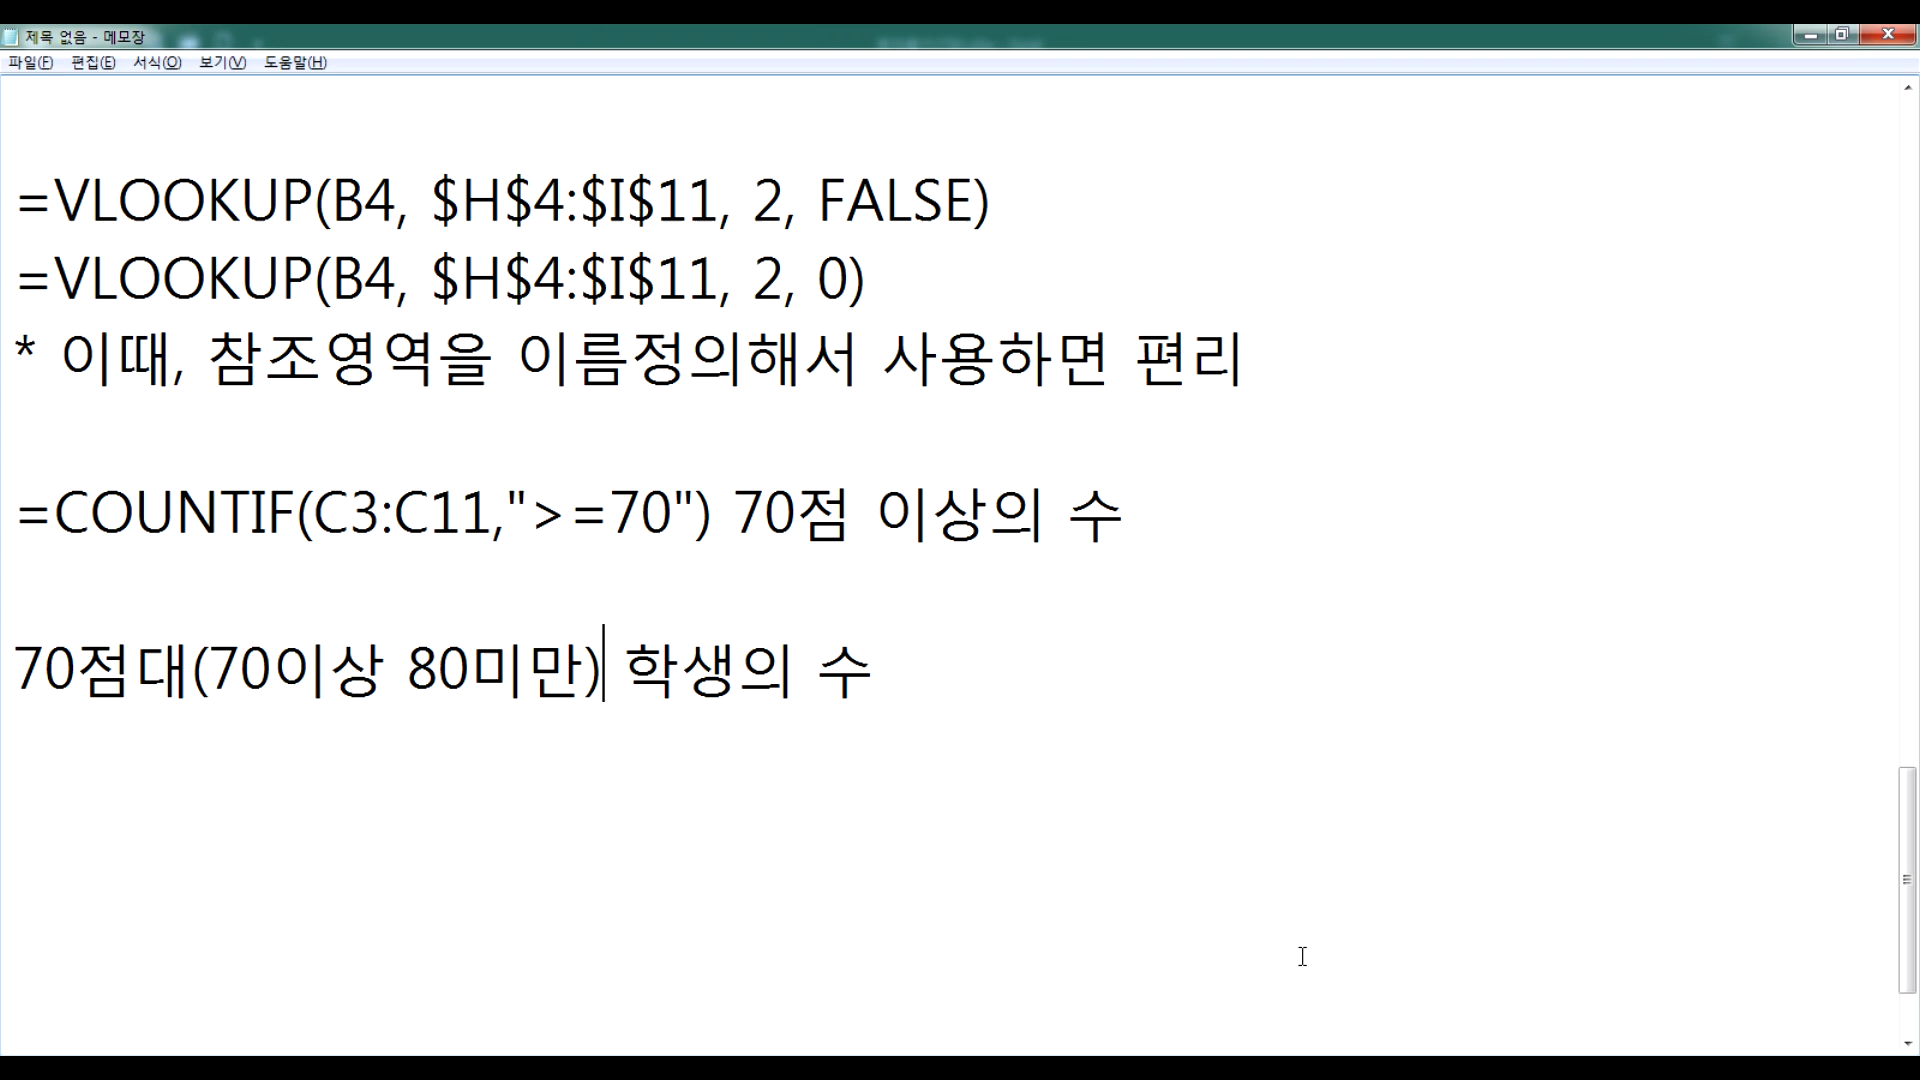 제목 없음 - 메모장
파일(F) 편집(E) 서식(O) 보기(V) 도움말(H)
=VLOOKUP(B4, $H$4:$I$11, 2, FALSE)
=VLOOKUP(B4, $H$4:$I$11, 2, 0)
* 이때, 참조영역을 이름정의해서 사용하면 편리
=COUNTIF(C3:C11,">=70") 70점 이상의 수
70점대(70이상 80미만) 학생의 수